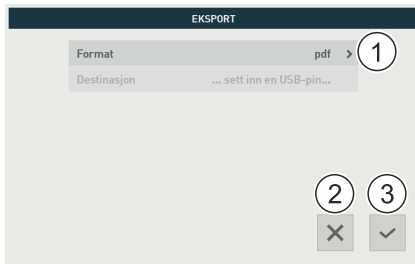 EKSPORT
Format pdf >
Destinasjon ... sett inn en USB-pin...
1
2 3